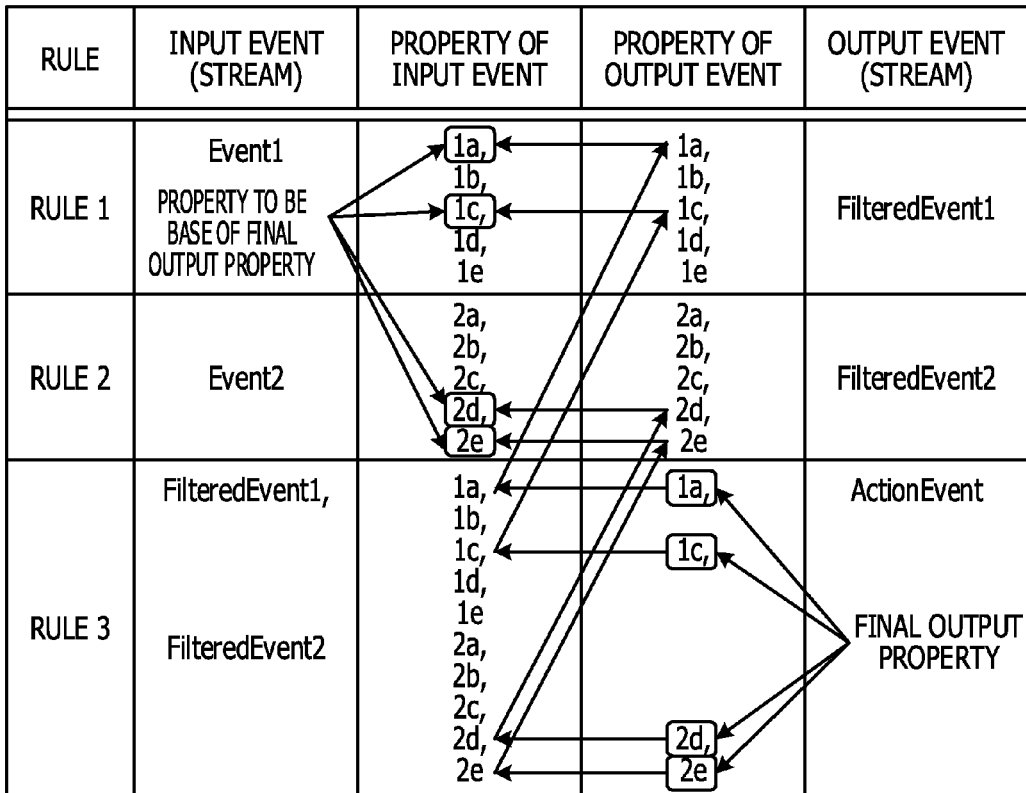 RULE
INPUT EVENT
(STREAM)
PROPERTY OF
INPUT EVENT
PROPERTY OF
OUTPUT EVENT
OUTPUT EVENT
(STREAM)
RULE 1
Event1
PROPERTY TO BE
BASE OF FINAL
OUTPUT PROPERTY
1a,
1b,
1c,
1d,
1e
1a,
1b,
1c,
1d,
1e
FilteredEvent1
RULE 2
Event2
2a,
2b,
2c,
2d,
2e
2a,
2b,
2c,
2d,
2e
FilteredEvent2
RULE 3
FilteredEvent1,
FilteredEvent2
1a,
1b,
1c,
1d,
1e
2a,
2b,
2c,
2d,
2e
1a,
1c,
2d,
2e
ActionEvent
FINAL OUTPUT
PROPERTY